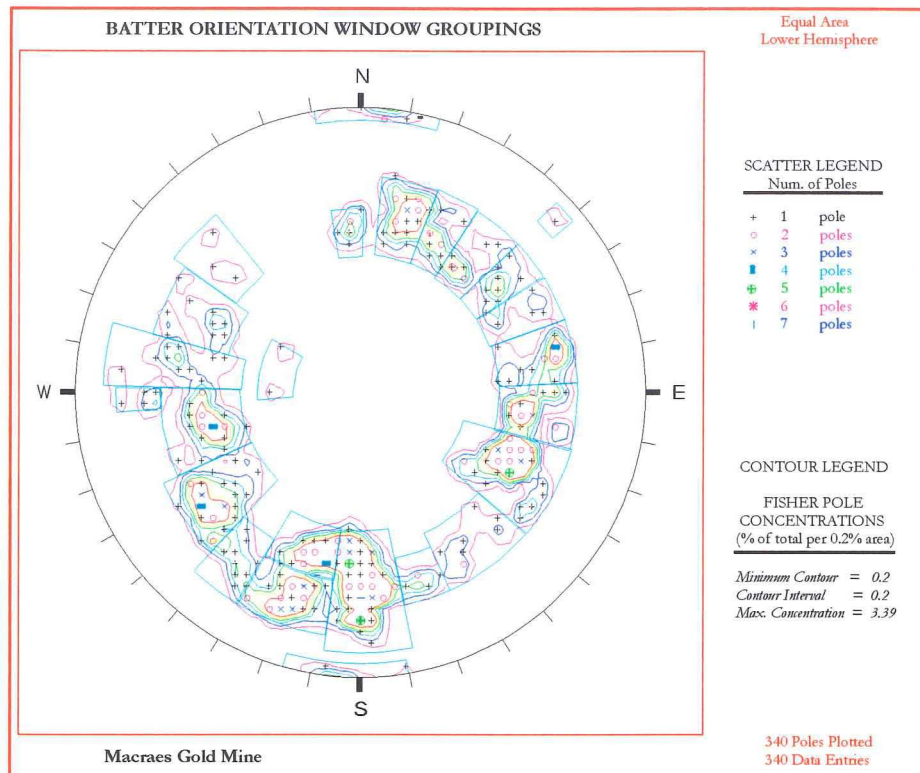 BATTER ORIENTATION WINDOW GROUPINGS
Equal Area
Lower Hemisphere
N
W
E
S
SCATTER LEGEND
Num. of Poles
1 pole
2 poles
3 poles
4 poles
5 poles
6 poles
7 poles
CONTOUR LEGEND
FISHER POLE
CONCENTRATIONS
(% of total per 0.2% area)
Minimum Contour = 0.2
Contour Interval = 0.2
Max. Concentration = 3.39
Macraes Gold Mine
340 Poles Plotted
340 Data Entries